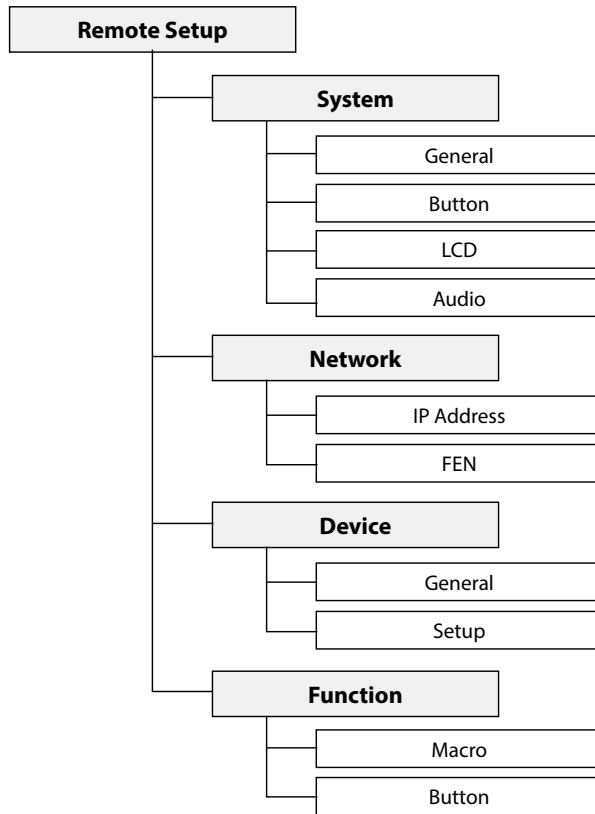 Remote Setup
System
General
Button
LCD
Audio
Network
IP Address
FEN
Device
General
Setup
Function
Macro
Button